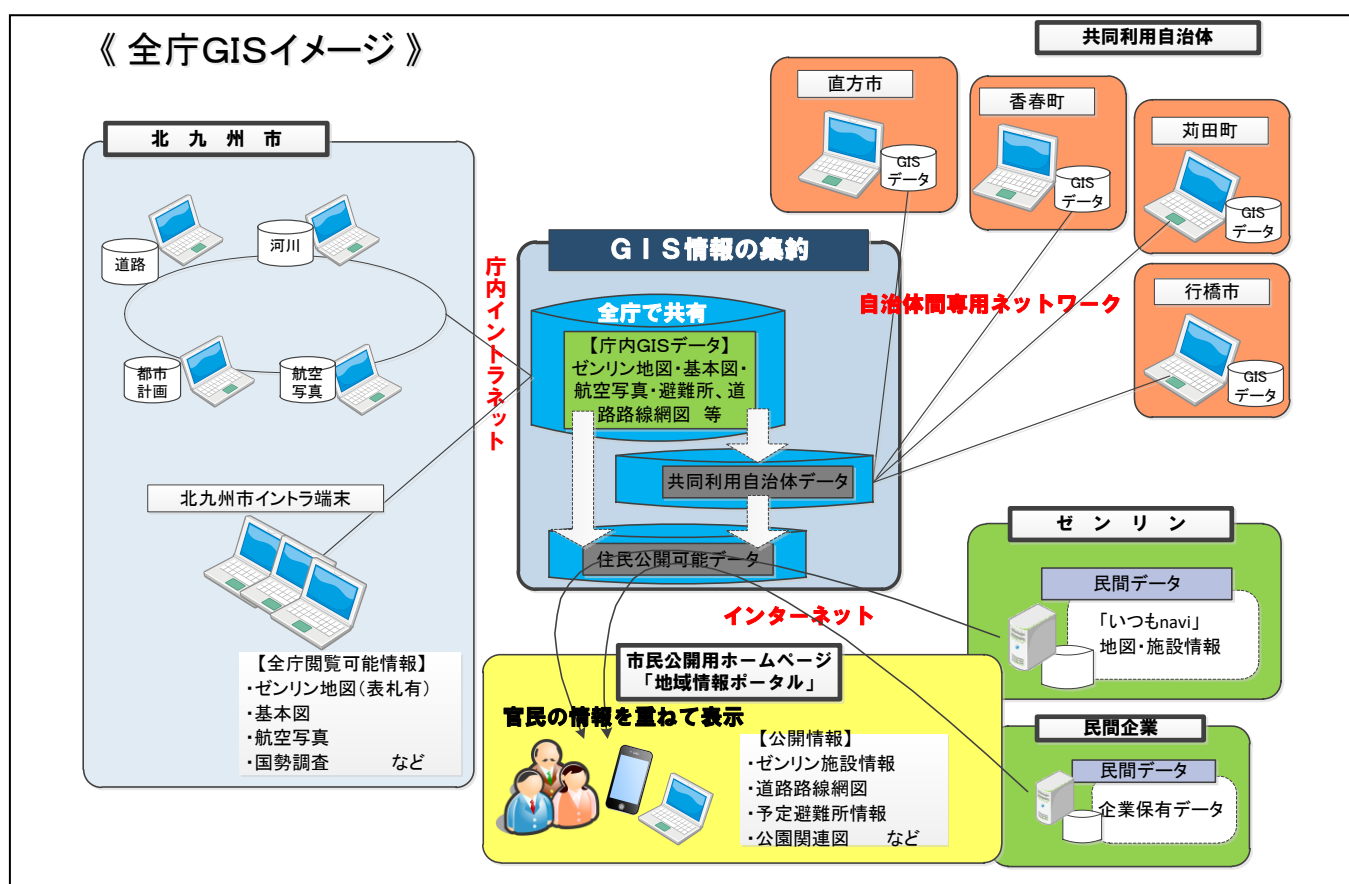 《 全庁GISイメージ 》
共同利用自治体
北 九 州 市
道路
河川
都市
計画
航空
写真
北九州市イントラ端末
【全庁閲覧可能情報】
・ゼンリン地図(表札有)
・基本図
・航空写真
・国勢調査 など
庁内イントラネット
GIS情報の集約
全庁で共有
【庁内GISデータ】
ゼンリン地図・基本図・
航空写真・避難所、道
路路線網図 等
共同利用自治体データ
住民公開可能データ
直方市
GIS
データ
香春町
GIS
データ
苅田町
GIS
データ
行橋市
GIS
データ
自治体間専用ネットワーク
インターネット
市民公開用ホームページ
「地域情報ポータル」
官民の情報を重ねて表示
【公開情報】
・ゼンリン施設情報
・道路路線網図
・予定避難所情報
・公園関連図 など
ゼ ン リ ン
民間データ
「いつもnavi」
地図・施設情報
民間企業
民間データ
企業保有データ